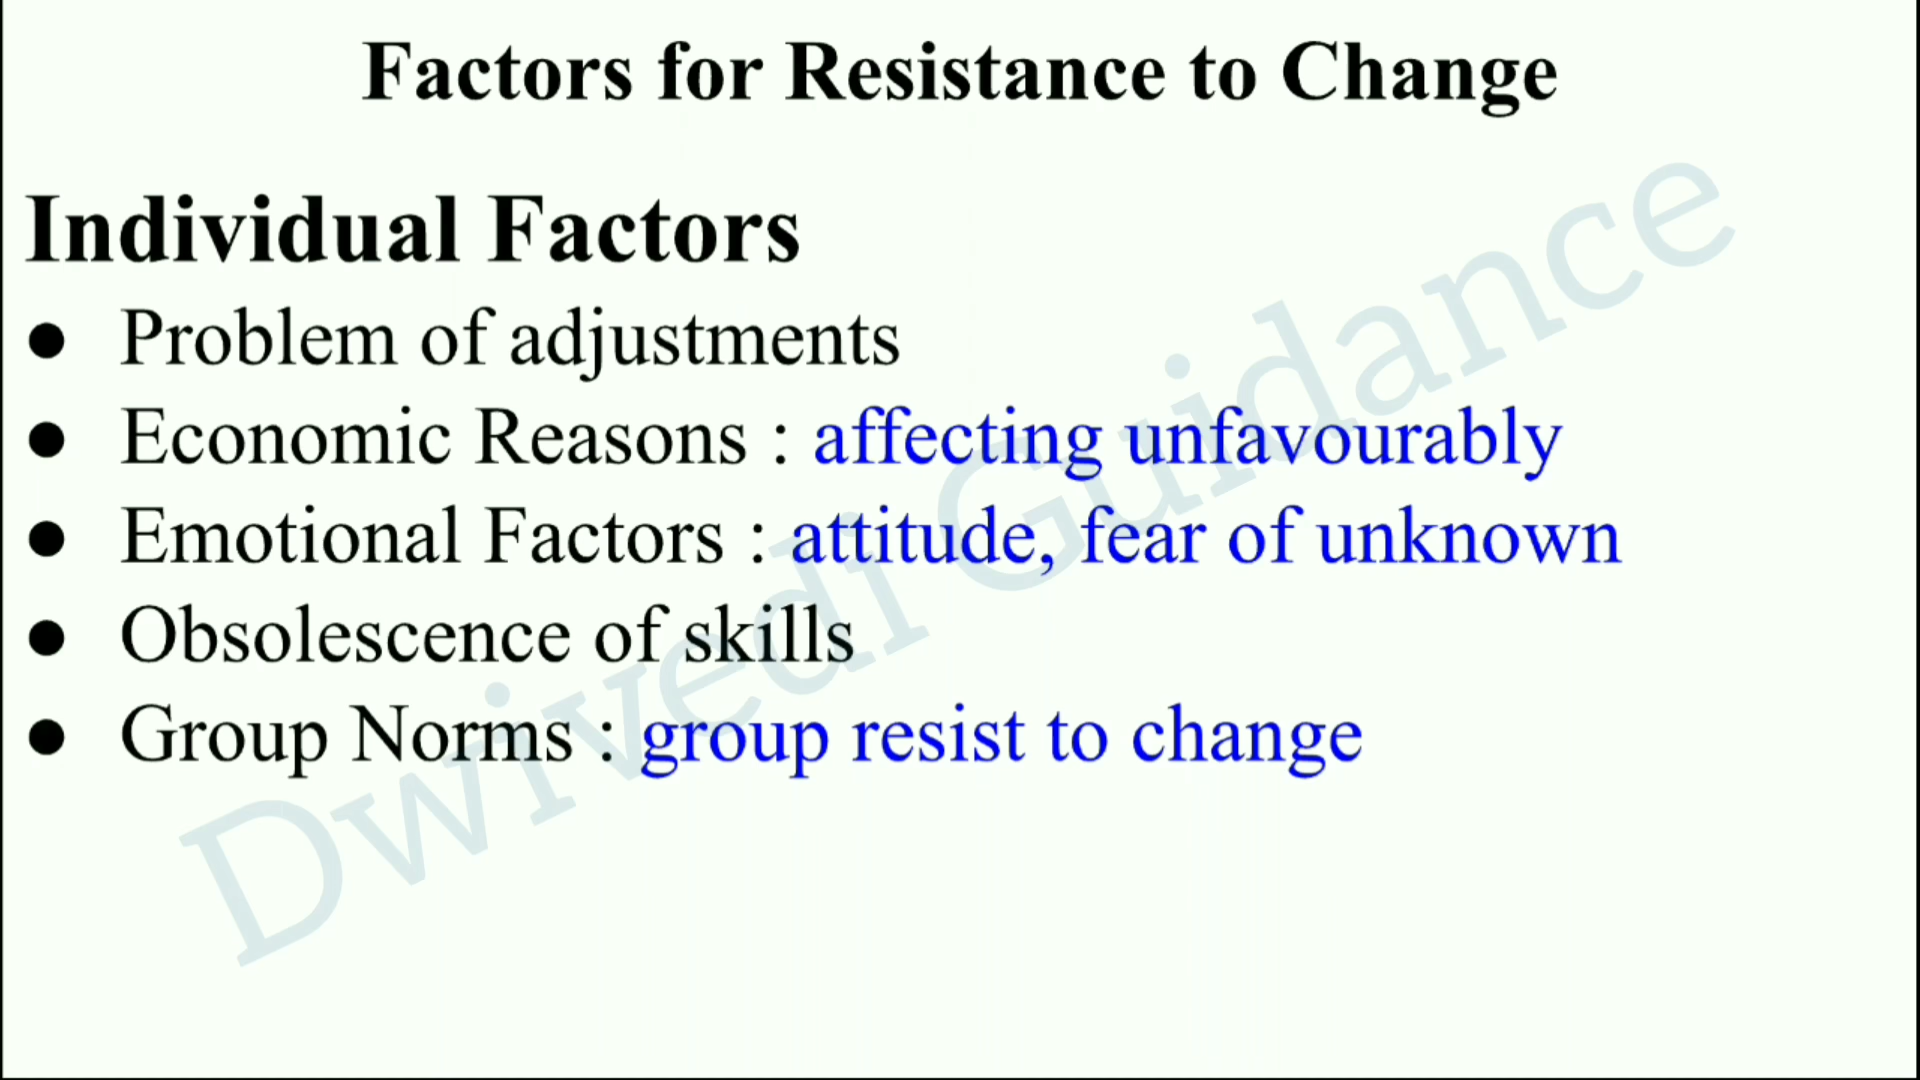 Factors for Resistance to Change
Individual Factors
● Problem of adjustments
● Economic Reasons : affecting unfavourably
● Emotional Factors : attitude, fear of unknown
● Obsolescence of skills
● Group Norms : group resist to change
Dwivedi Guidance